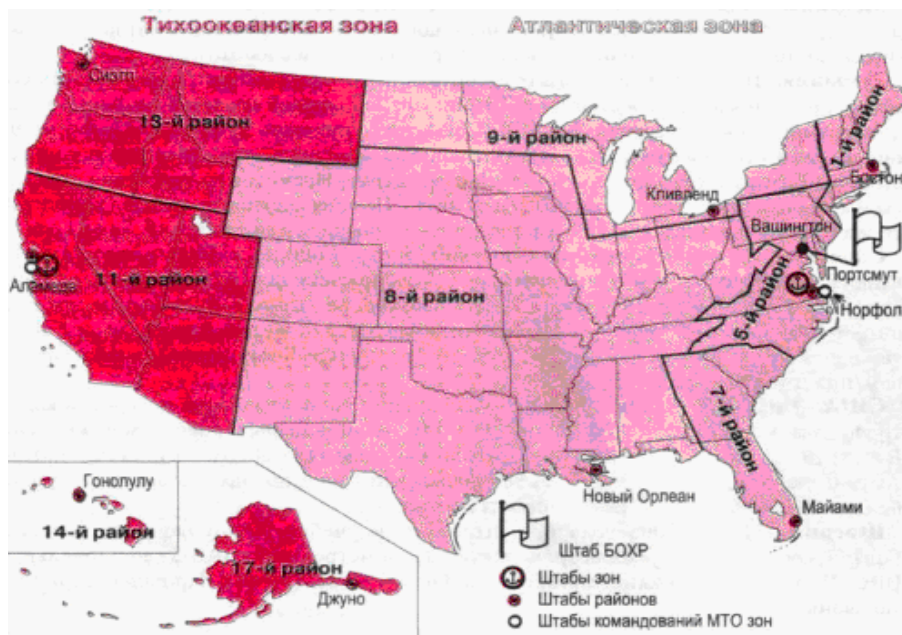 Тихоокеанская зона
Атлантическая зона
Сиэтл
13-й район
9-й район
1-й район
Бостон
Кливленд
Вашингтон
Аламеда
11-й район
8-й район
5-й район
Портсмут
Норфол
7-й район
Гонолулу
14-й район
Новый Орлеан
Майами
17-й район
Джуно
Штаб БОХР
Штабы зон
Штабы районов
Штабы командований МТО зон